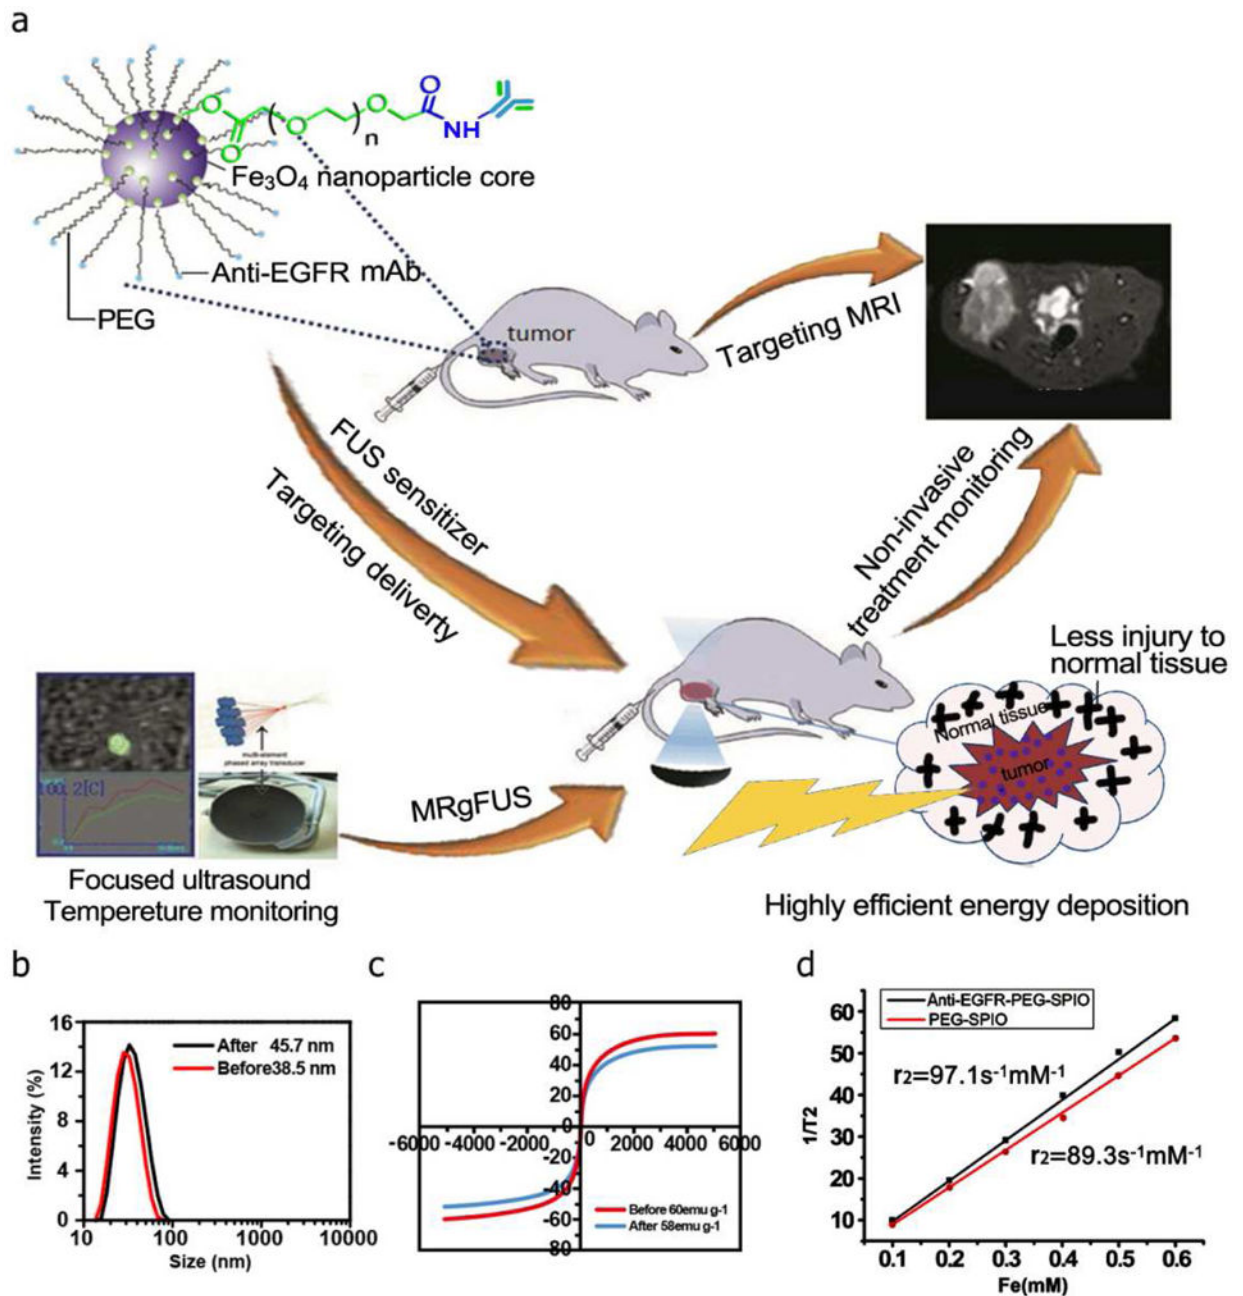 a
O
O
O
O
n
O
NH
Fe₃O₄ nanoparticle core
Anti-EGFR mAb
PEG
tumor
Targeting MRI
FUS sensitizer
Targeting deliverty
Non-invasive
treatment monitoring
Less injury to
normal tissue
Normal tissue
tumor
multi-element
phased array transducer
MRgFUS
Focused ultrasound
Tempereture monitoring
Highly efficient energy deposition
b
Intensity (%)
16
12
8
4
0
10 100 1000 10000
Size (nm)
After 45.7 nm
Before38.5 nm
c
80
60
40
20
0
-20
-40
-60
-80
-6000 -4000 -2000 0 2000 4000 6000
Before 60emu g-1
After 58emu g-1
d
1/T2
60
50
40
30
20
10
0.1 0.2 0.3 0.4 0.5 0.6
Fe(mM)
Anti-EGFR-PEG-SPIO
PEG-SPIO
r₂=97.1s⁻¹mM⁻¹
r₂=89.3s⁻¹mM⁻¹